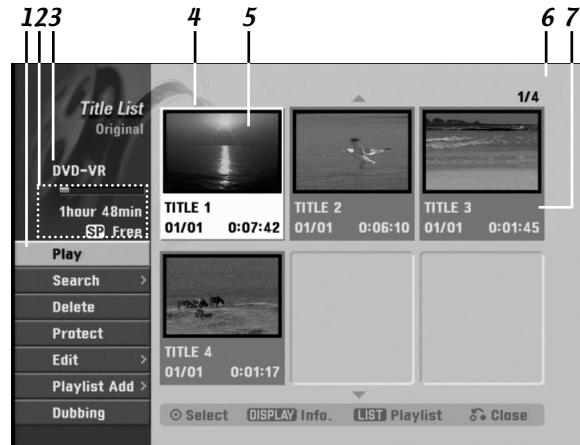 1 2 3 4 5 6 7
Title List
Original
DVD-VR
1hour 48min
SP Free
Play
Search >
Delete
Protect
Edit >
Playlist Add >
Dubbing
1/4
TITLE 1
01/01 0:07:42
TITLE 2
01/01 0:06:10
TITLE 3
01/01 0:01:45
TITLE 4
01/01 0:01:17
Select DISPLAY Info. LIST Playlist Close